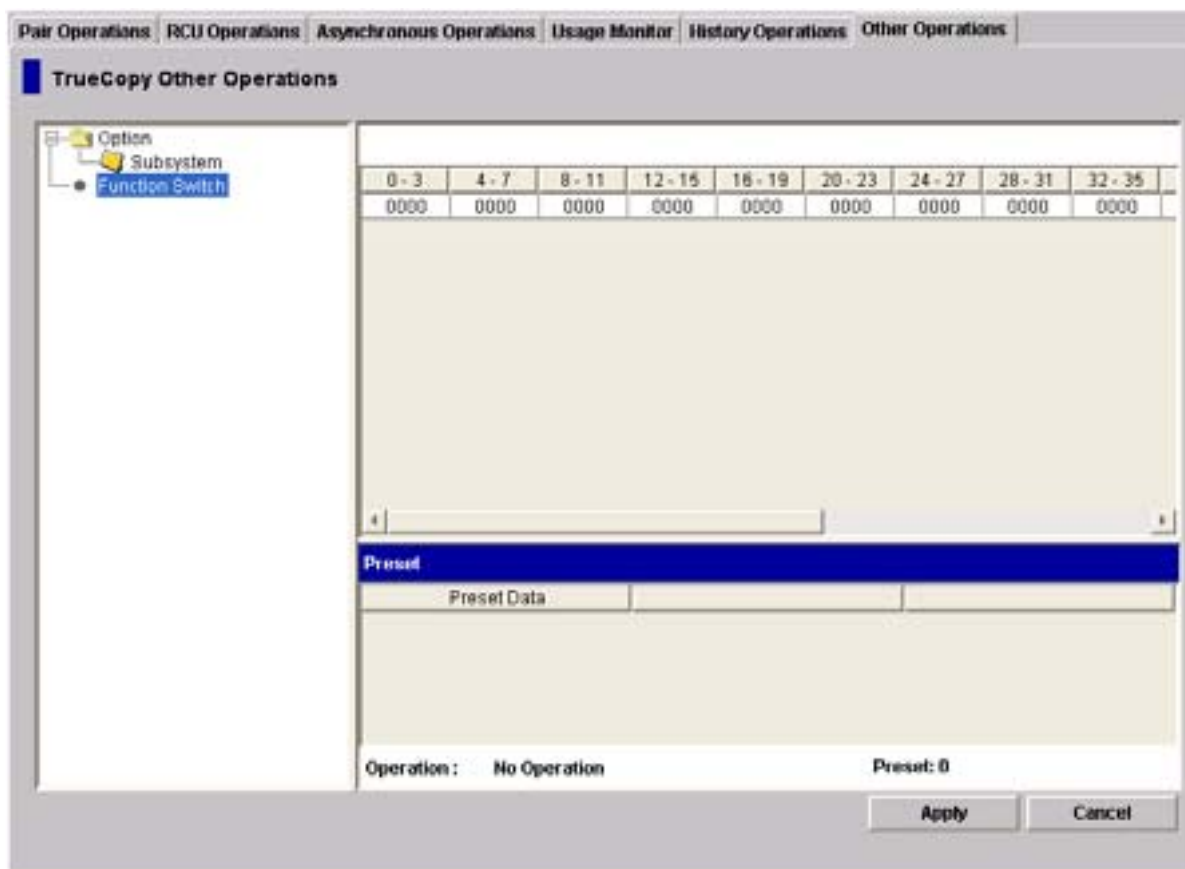 Pair Operations RCU Operations Asynchronous Operations Usage Monitor History Operations Other Operations
TrueCopy Other Operations
Option
Subsystem
Function Switch
0 - 3 4 - 7 8 - 11 12 - 15 16 - 19 20 - 23 24 - 27 28 - 31 32 - 35
0000 0000 0000 0000 0000 0000 0000 0000 0000
Preset
Preset Data
Operation : No Operation Preset: 0
Apply Cancel